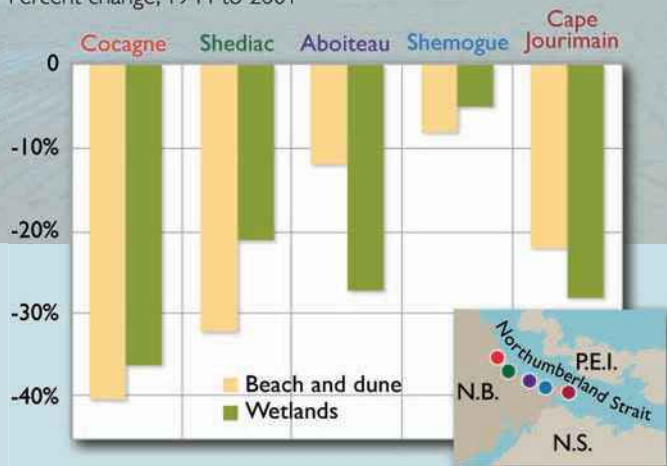 Percent change, 1944 to 2001
Cocagne Shediac Aboiteau Shemogue Cape Jourimain
0
-10%
-20%
-30%
-40%
Beach and dune
Wetlands
Northumberland Strait
P.E.I.
N.B.
N.S.